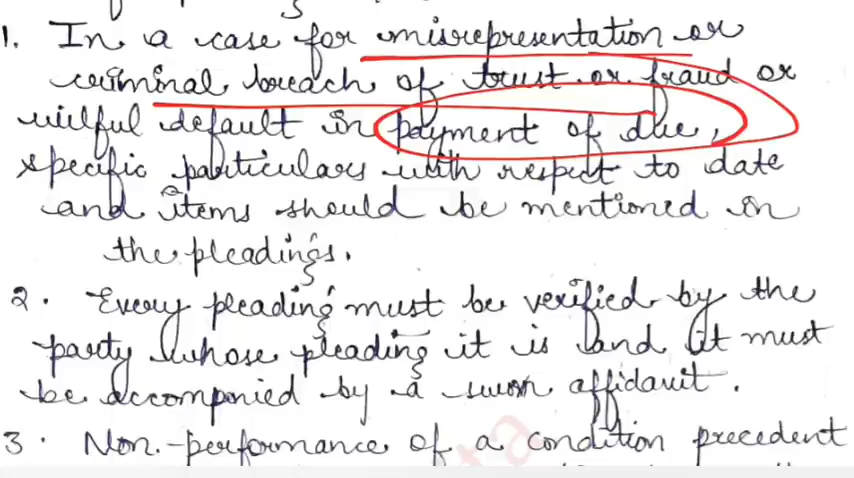 1. In a case for misrepresentation or
criminal breach of trust or fraud or
wilful default in payment of due,
specific particulars with respect to date
and items should be mentioned in
the pleadings.
2. Every pleading must be verified by the
party whose pleading it is and it must
be accompanied by a sworn affidavit.
3. Non-performance of a condition precedent